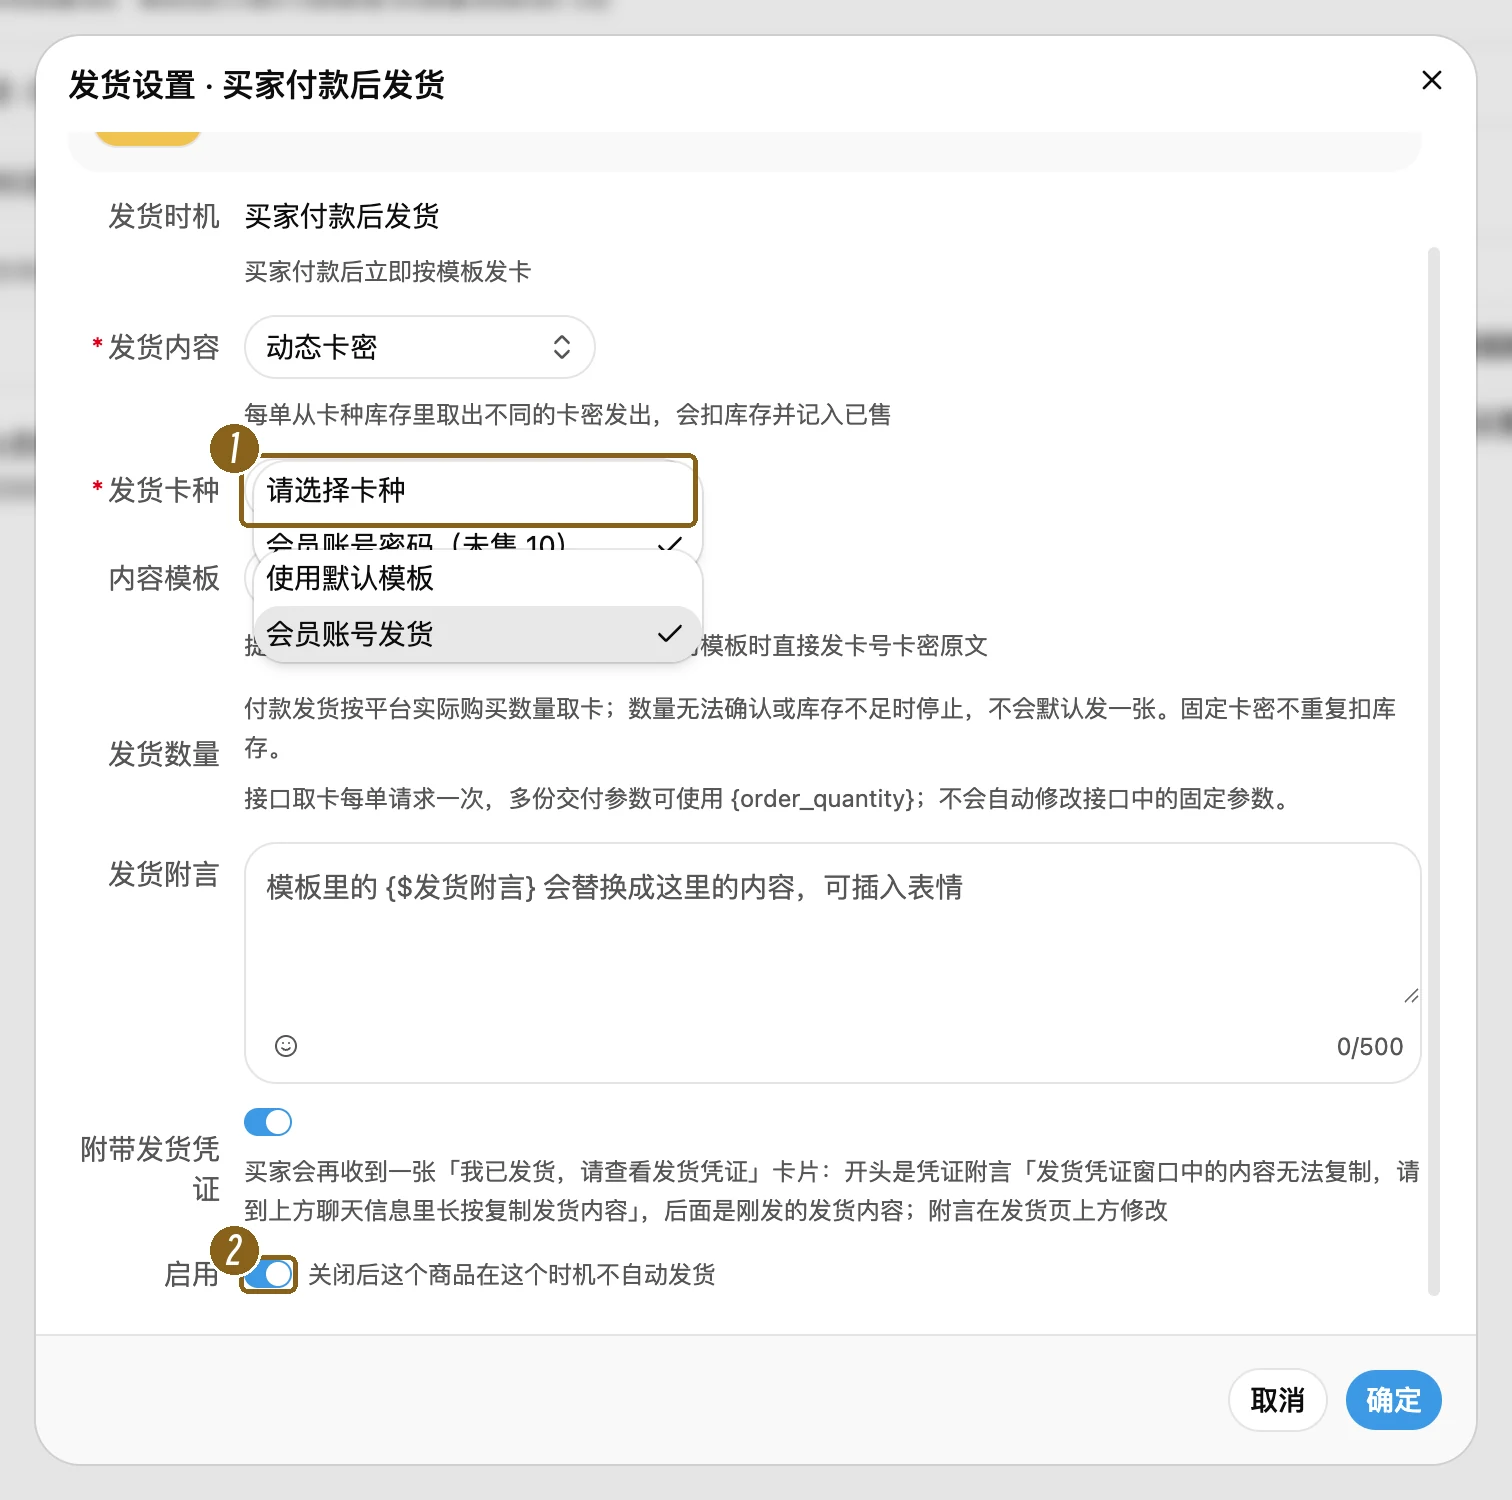 发货设置 · 买家付款后发货
发货时机
买家付款后发货
买家付款后立即按模板发卡
* 发货内容
动态卡密
每单从卡种库存里取出不同的卡密发出，会扣库存并记入已售
1
* 发货卡种
请选择卡种
会员账号密码（未售 10）
内容模板
使用默认模板
会员账号发货
模板时直接发卡号卡密原文
付款发货按平台实际购买数量取卡；数量无法确认或库存不足时停止，不会默认发一张。固定卡密不重复扣库
存。
发货数量
接口取卡每单请求一次，多份交付参数可使用 {order_quantity}；不会自动修改接口中的固定参数。
发货附言
模板里的 {$发货附言} 会替换成这里的内容，可插入表情
0/500
附带发货凭
证
买家会再收到一张「我已发货，请查看发货凭证」卡片：开头是凭证附言「发货凭证窗口中的内容无法复制，请
到上方聊天信息里长按复制发货内容」，后面是刚发的发货内容；附言在发货页上方修改
2
启用
关闭后这个商品在这个时机不自动发货
取消
确定